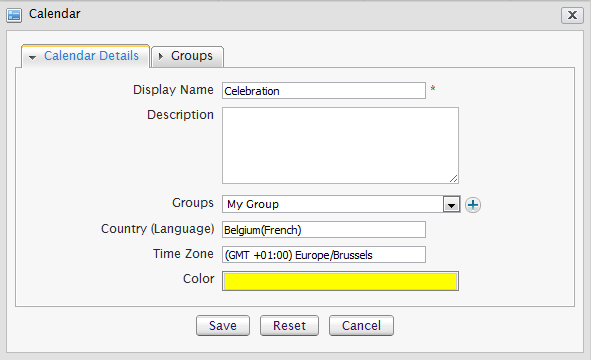 Calendar
Calendar Details Groups
Display Name Celebration *
Description
Groups My Group
Country (Language) Belgium(French)
Time Zone (GMT +01:00) Europe/Brussels
Color
Save Reset Cancel